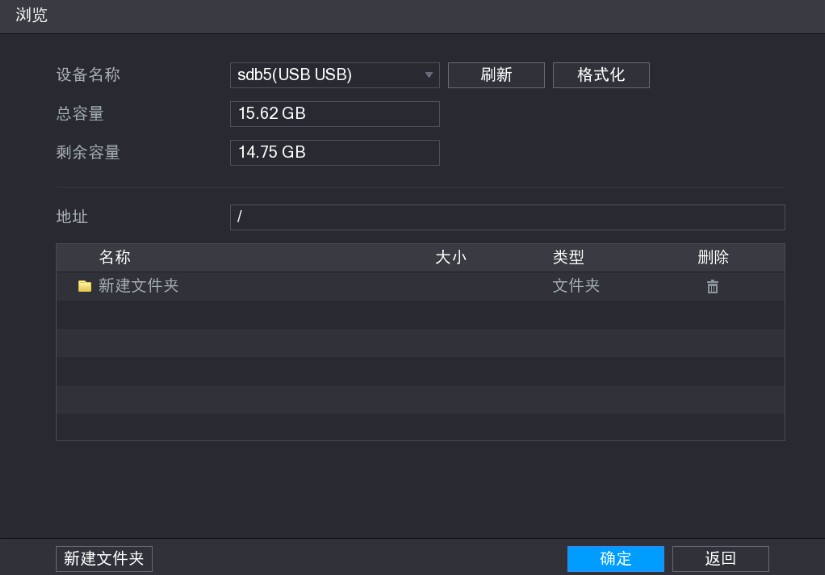 浏览
设备名称 sdb5(USB USB) 刷新 格式化
总容量 15.62 GB
剩余容量 14.75 GB
地址 /
名称 大小 类型 删除
新建文件夹 文件夹
新建文件夹 确定 返回